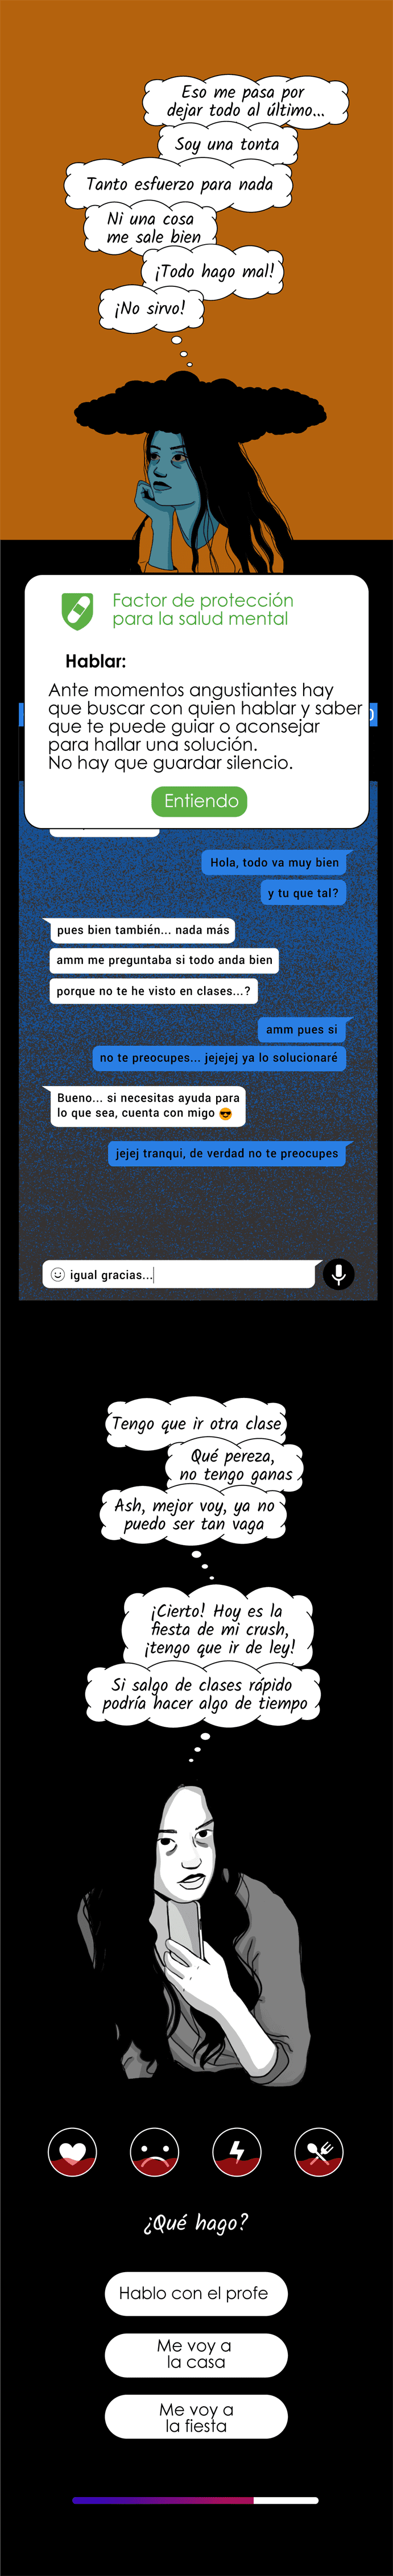 Eso me pasa por
dejar todo al último...
Soy una tonta
Tanto esfuerzo para nada
Ni una cosa
me sale bien
¡Todo hago mal!
¡No sirvo!
Factor de protección
para la salud mental
Hablar:
Ante momentos angustiantes hay
que buscar con quien hablar y saber
que te puede guiar o aconsejar
para hallar una solución.
No hay que guardar silencio.
Entiendo
Hola, todo va muy bien
y tu que tal?
pues bien también... nada más
amm me preguntaba si todo anda bien
porque no te he visto en clases...?
amm pues si
no te preocupes... jejejej ya lo solucionaré
Bueno... si necesitas ayuda para
lo que sea, cuenta con migo 😎
jejej tranqui, de verdad no te preocupes
igual gracias...
Tengo que ir otra clase
Qué pereza,
no tengo ganas
Ash, mejor voy, ya no
puedo ser tan vaga
¡Cierto! Hoy es la
fiesta de mi crush,
¡tengo que ir de ley!
Si salgo de clases rápido
podría hacer algo de tiempo
¿Qué hago?
Hablo con el profe
Me voy a
la casa
Me voy a
la fiesta